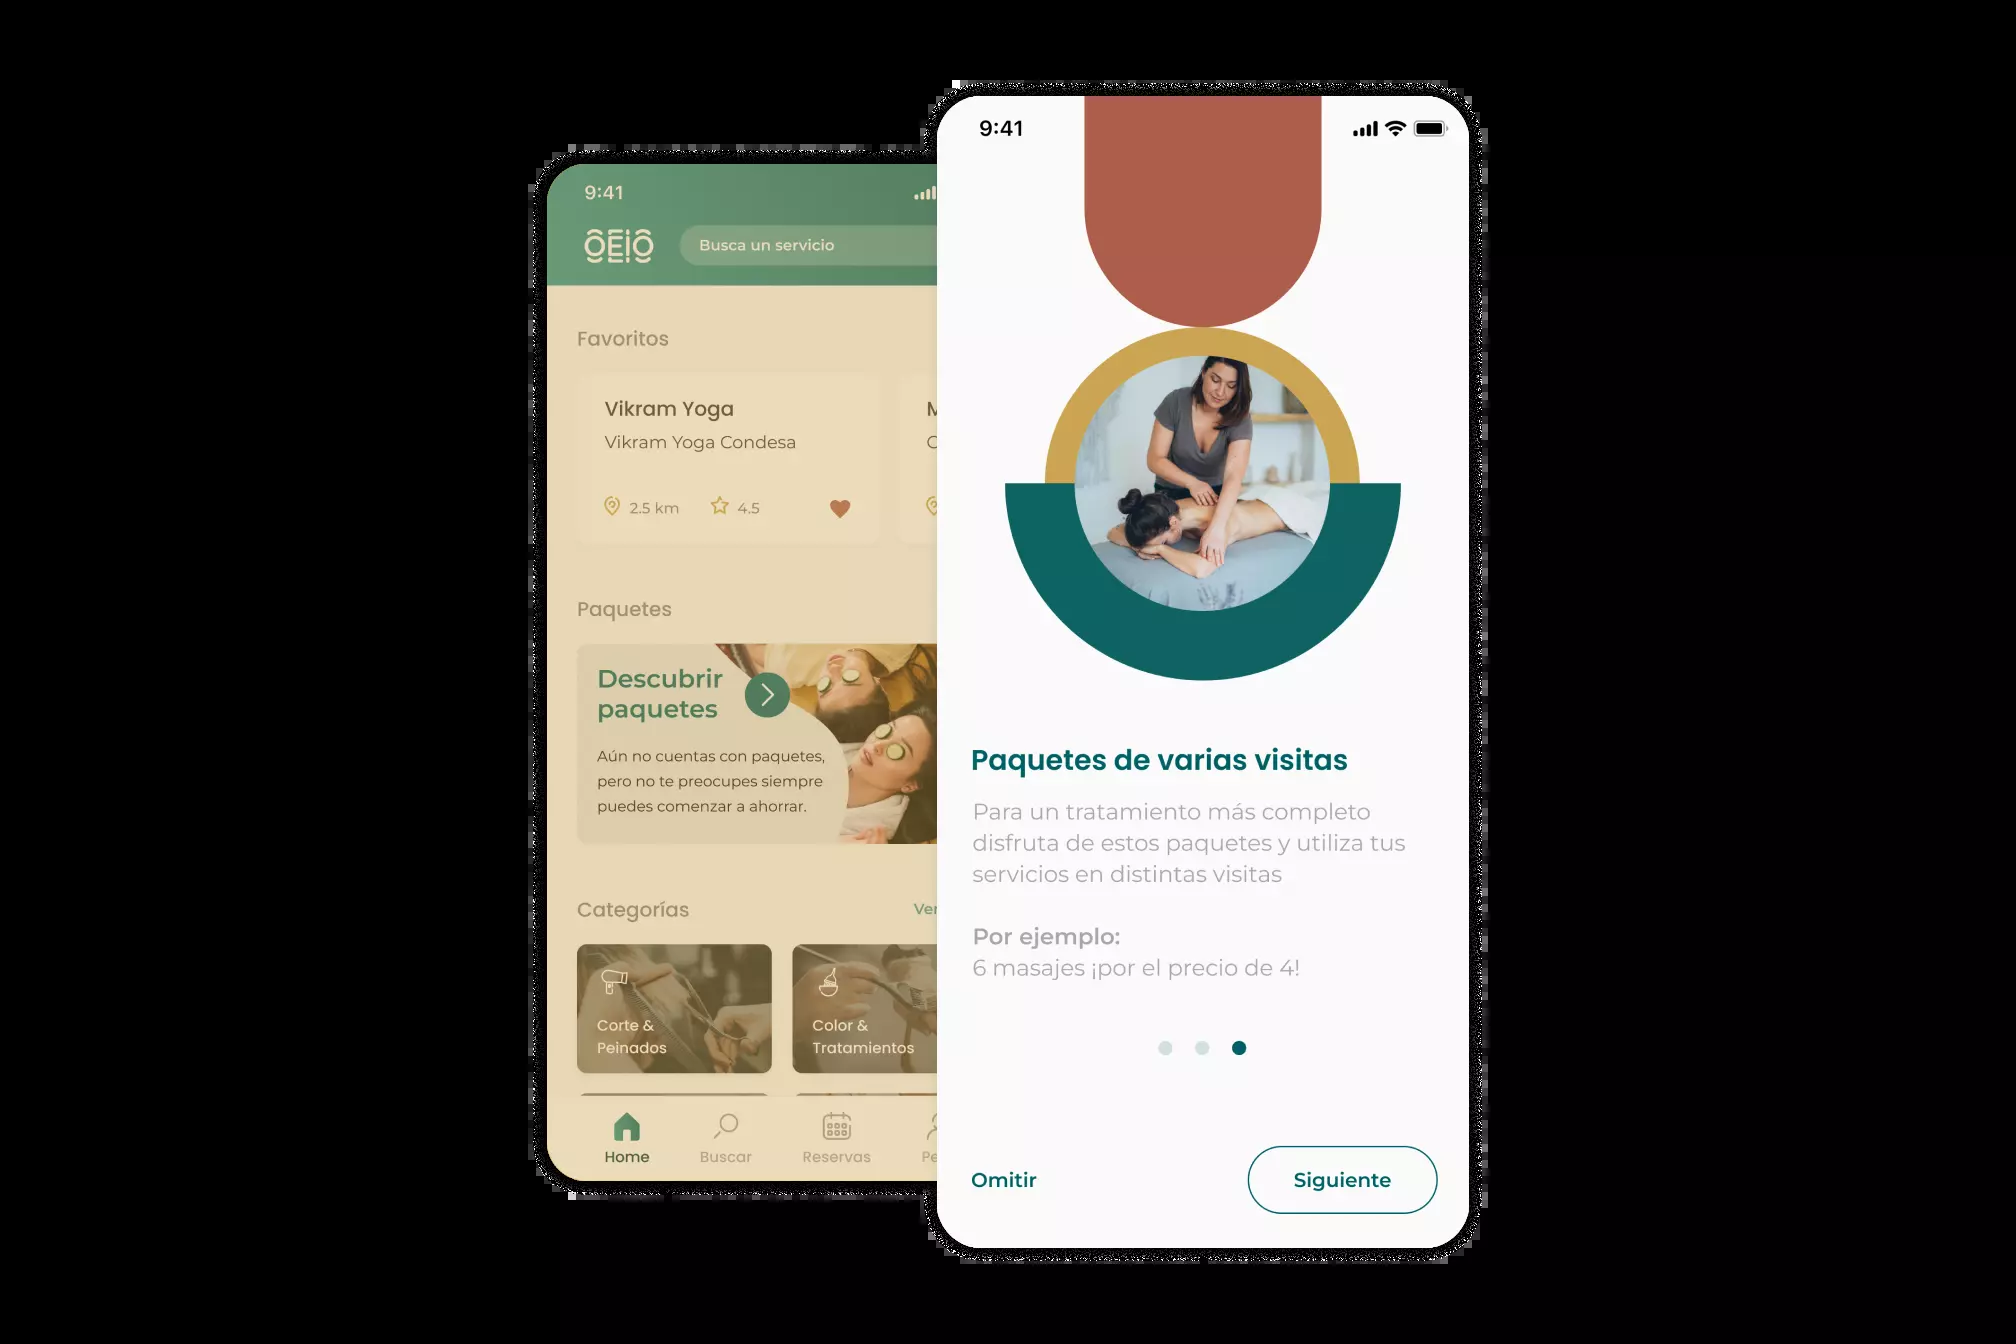 9:41
ÔEIÔ
Busca un servicio
Favoritos
Vikram Yoga
Vikram Yoga Condesa
2.5 km
4.5
Paquetes
Descubrir
paquetes
Aún no cuentas con paquetes,
pero no te preocupes siempre
puedes comenzar a ahorrar.
Categorías
Ver
Corte &
Peinados
Color &
Tratamientos
Home
Buscar
Reservas
9:41
Paquetes de varias visitas
Para un tratamiento más completo
disfruta de estos paquetes y utiliza tus
servicios en distintas visitas
Por ejemplo:
6 masajes ¡por el precio de 4!
Omitir
Siguiente